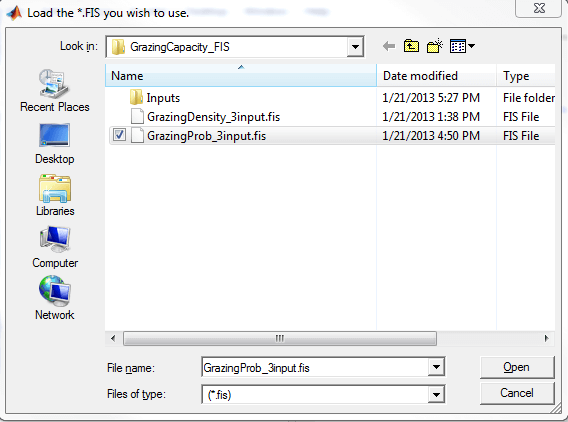 Load the *.FIS you wish to use.
Look in: GrazingCapacity_FIS
Name Date modified Type
Inputs 1/21/2013 5:27 PM File folder
GrazingDensity_3input.fis 1/21/2013 1:38 PM FIS File
GrazingProb_3input.fis 1/21/2013 4:50 PM FIS File
Recent Places
Desktop
Libraries
Computer
Network
File name: GrazingProb_3input.fis Open
Files of type: (*.fis) Cancel